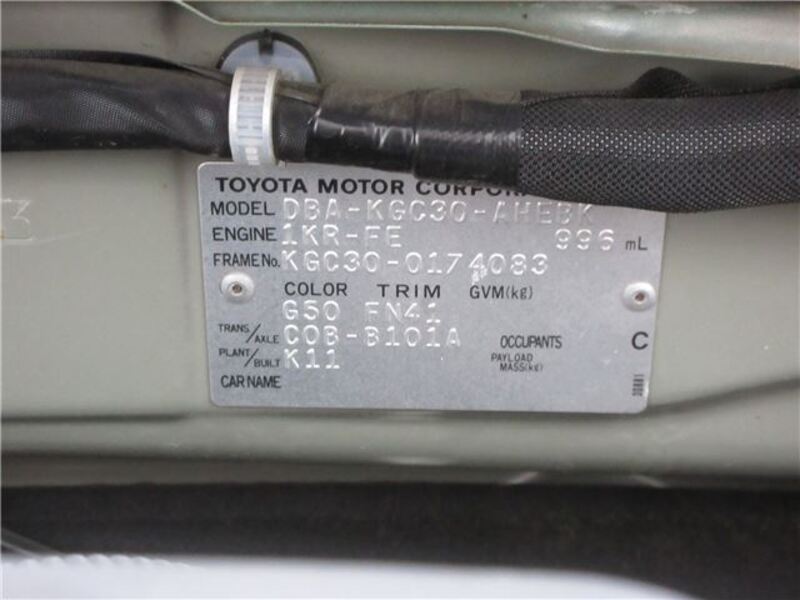 TOYOTA MOTOR CORPOR
MODEL DBA-KGC30-AHEBK
ENGINE 1KR-FE 996 mL
FRAME No. KGC30-0174083
COLOR TRIM GVM(kg)
G50 FN41
TRANS/AXLE C0B-B101A OCCUPANTS C
PLANT/BUILT K11 PAYLOAD MASS(kg)
CAR NAME